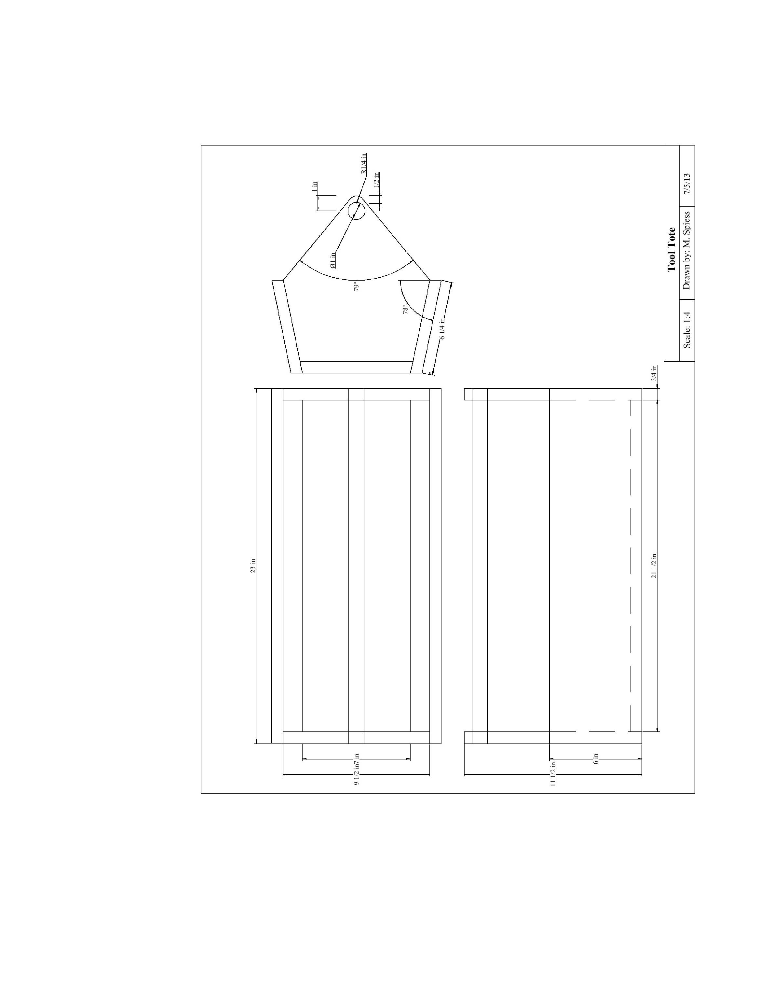 23 in
9 1/2 in
7 in
1 in
R1/4 in
1/2 in
Ø1 in
79°
78°
6 1/4 in
11 1/2 in
6 in
21 1/2 in
3/4 in
Tool Tote
Scale: 1:4
Drawn by: M. Spiess
7/5/13